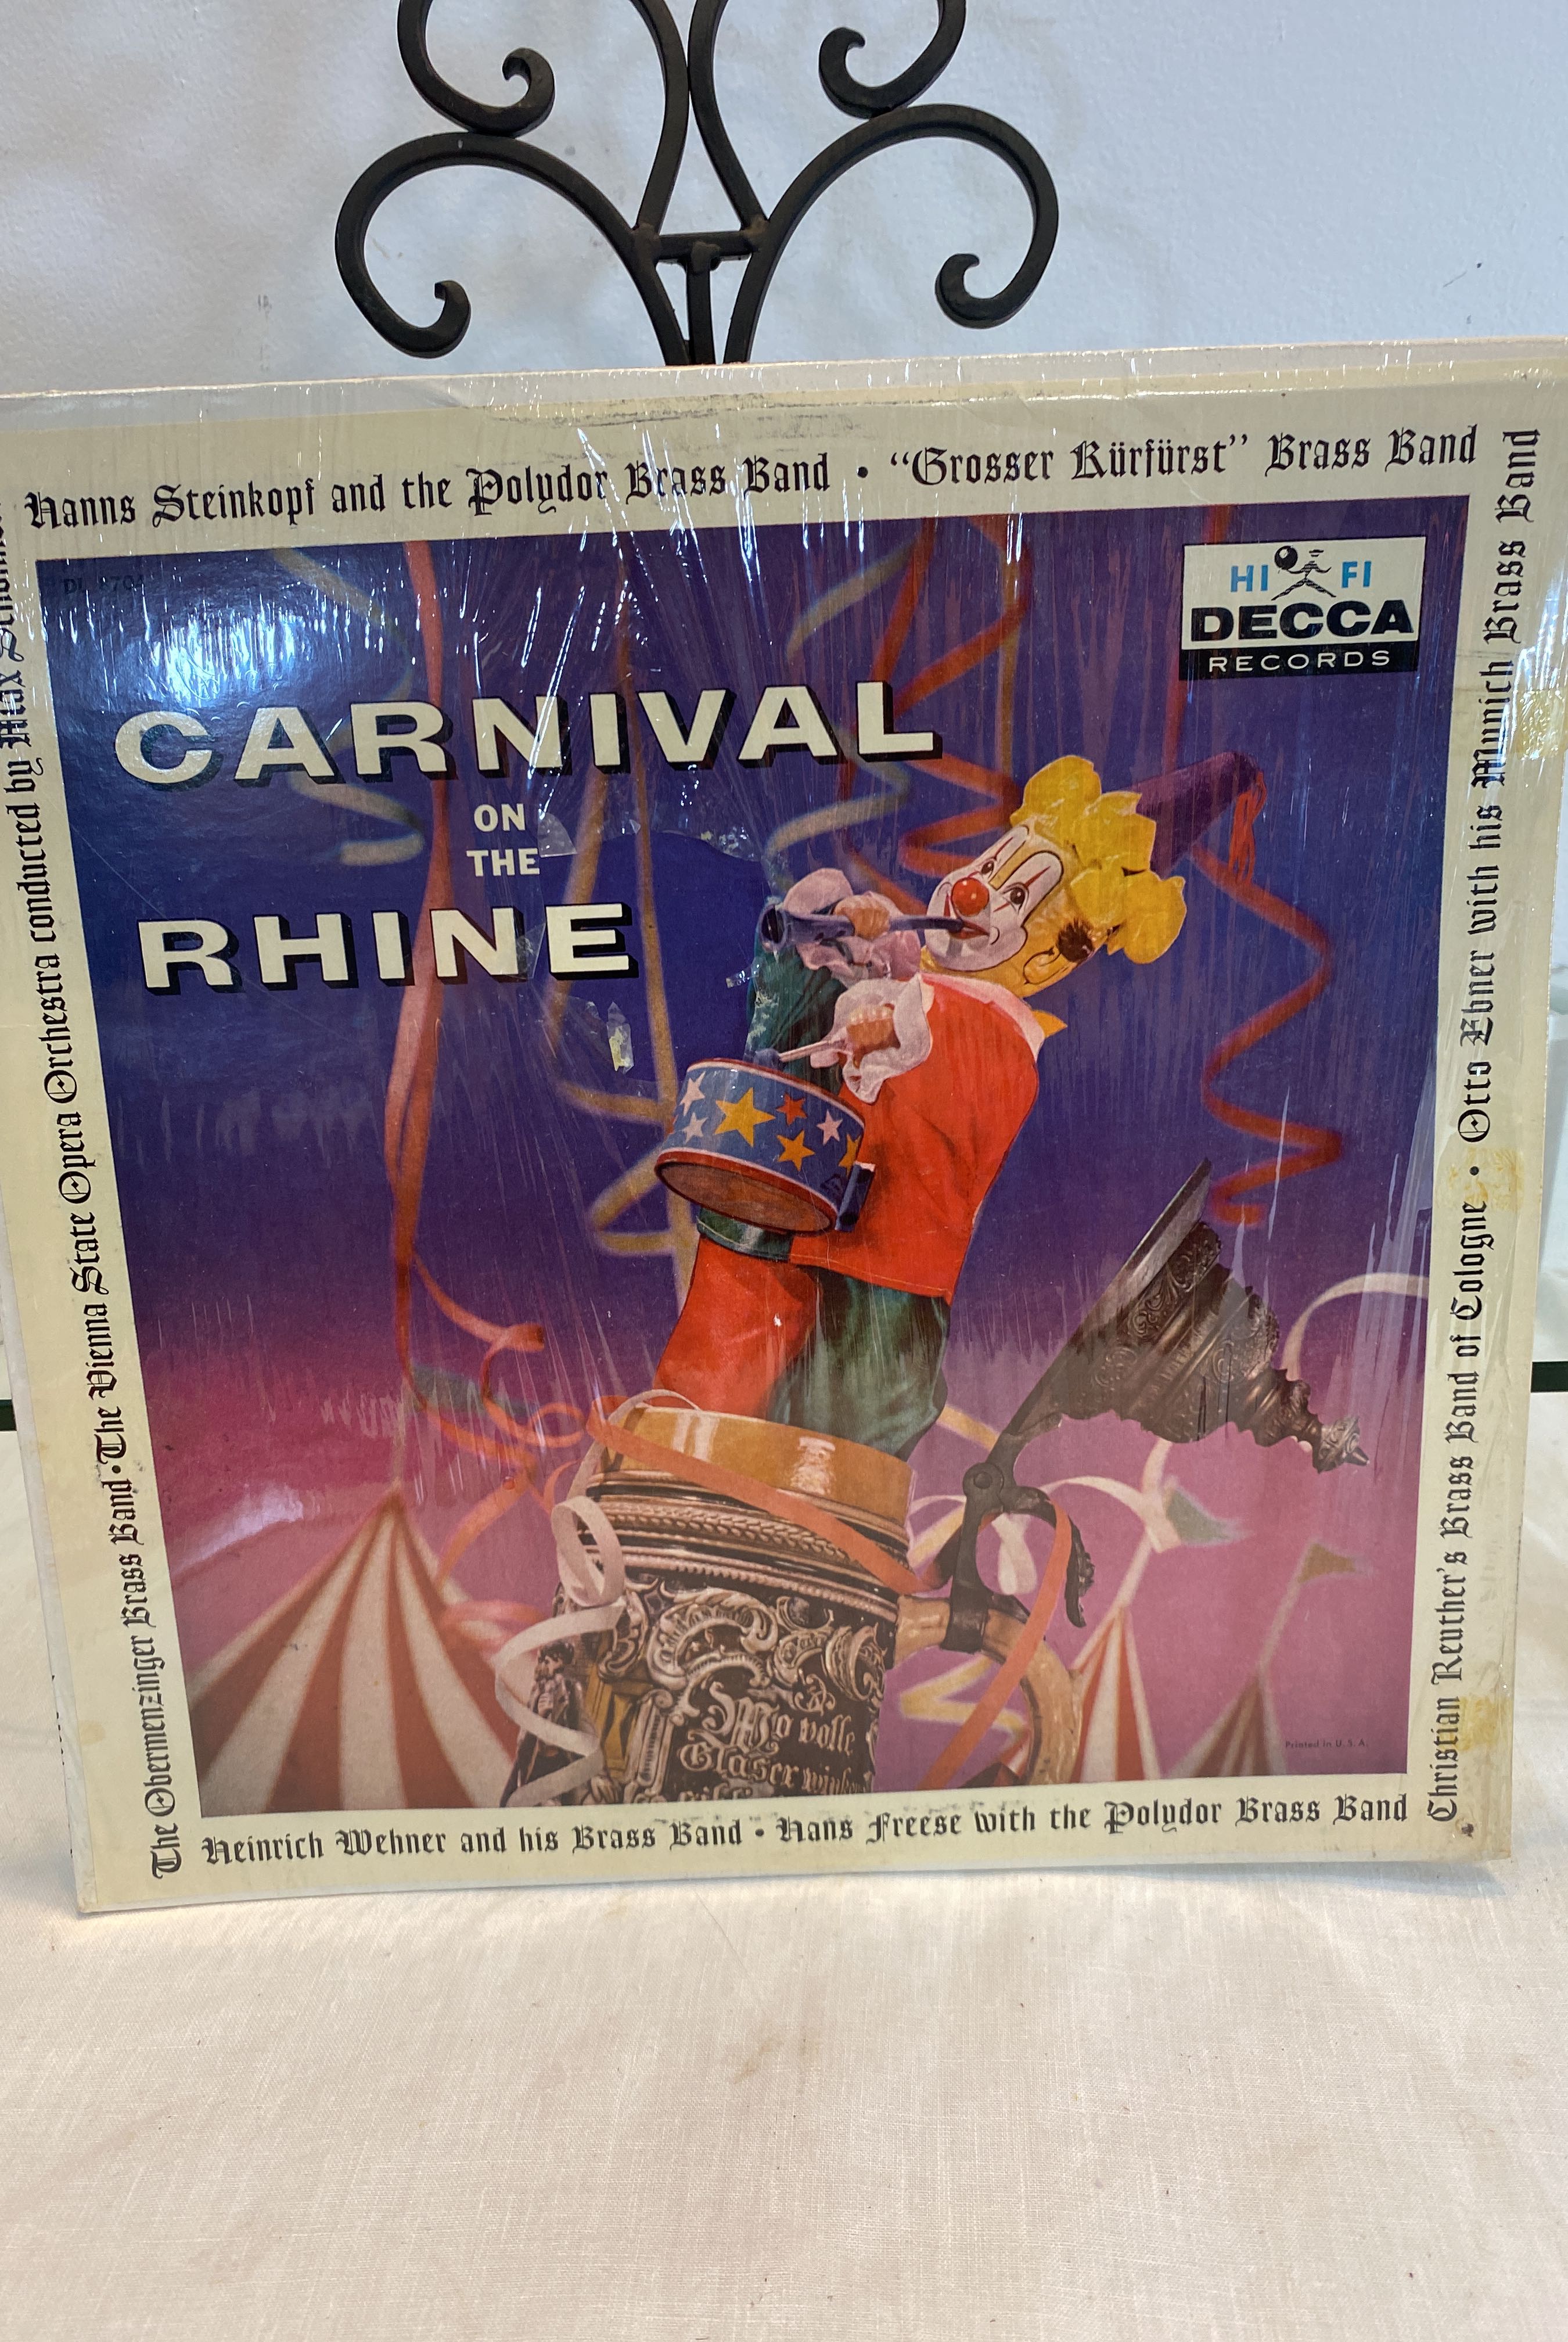 Hanns Steinkopf and the Polydor Brass Band • "Grosser Kürfürst" Brass Band
HI FI
DECCA
RECORDS
CARNIVAL
ON
THE
RHINE
Otto Ebner with his Munich Brass Band
Christian Reuther's Brass Band of Cologne •
The Obermenzinger Brass Band • The Vienna State Opera Orchestra conducted by Max
Wo volle
Gläser
Printed in U.S.A.
Heinrich Wehner and his Brass Band • Hans Freese with the Polydor Brass Band